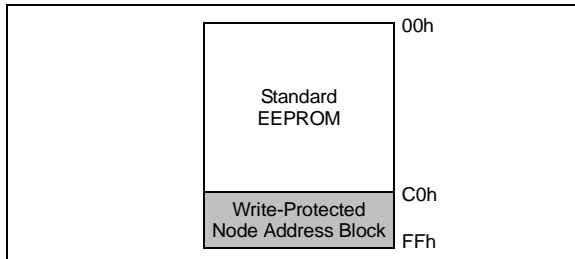 00h
Standard
EEPROM
C0h
Write-Protected
Node Address Block
FFh